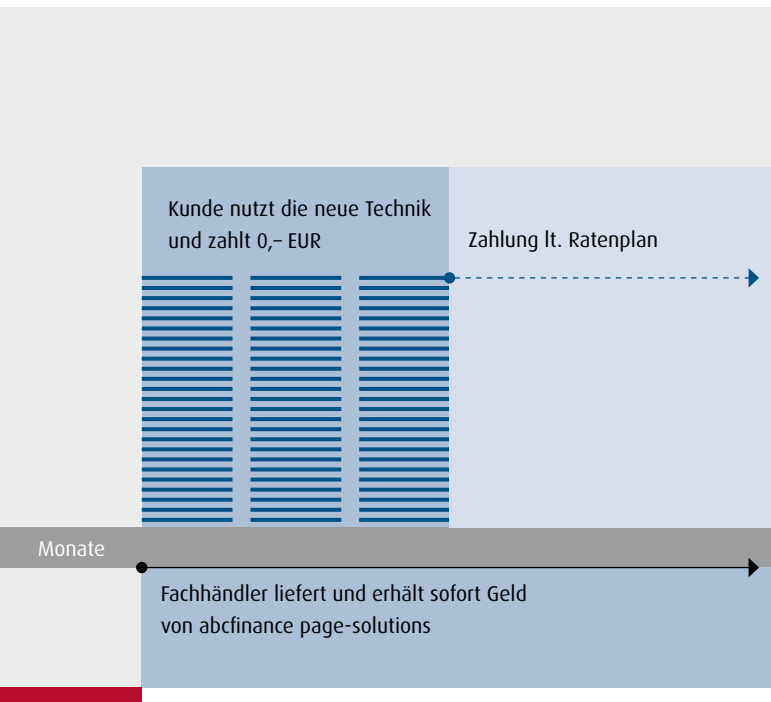 Kunde nutzt die neue Technik
und zahlt 0,– EUR
Zahlung lt. Ratenplan
Monate
Fachhändler liefert und erhält sofort Geld
von abcfinance page-solutions